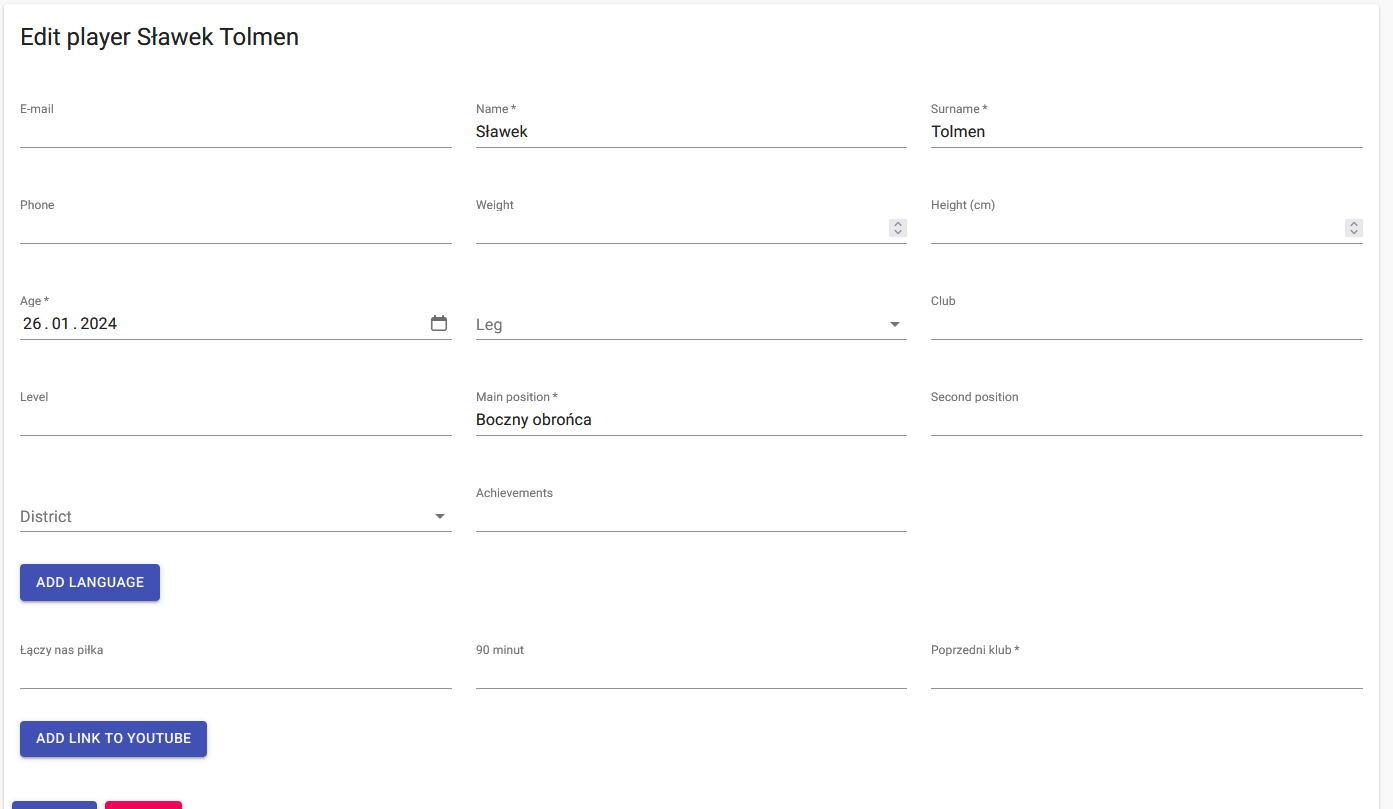 Edit player Sławek Tolmen
E-mail
Name *
Surname *
Sławek
Tolmen
Phone
Weight
Height (cm)
Age *
26.01.2024
Leg
Club
Level
Main position *
Boczny obrońca
Second position
District
Achievements
ADD LANGUAGE
Łączy nas piłka
90 minut
Poprzedni klub *
ADD LINK TO YOUTUBE